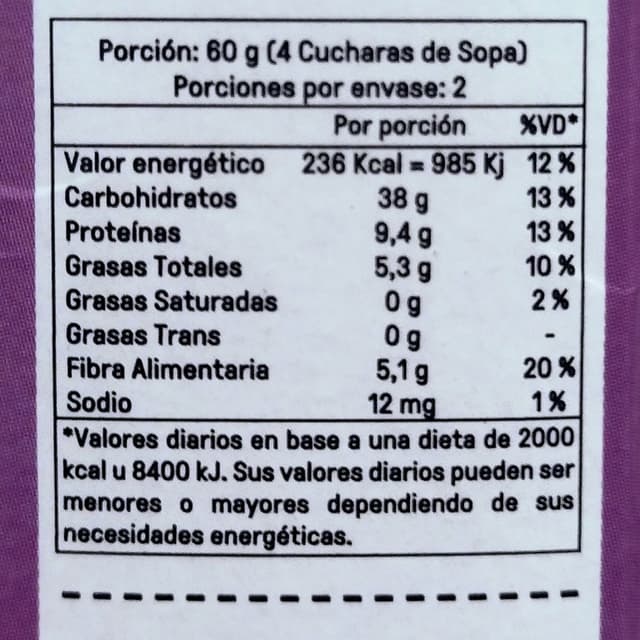 Porción: 60 g (4 Cucharas de Sopa)
Porciones por envase: 2
Por porción %VD*
Valor energético 236 Kcal = 985 Kj 12 %
Carbohidratos 38 g 13 %
Proteínas 9,4 g 13 %
Grasas Totales 5,3 g 10 %
Grasas Saturadas 0 g 2 %
Grasas Trans 0 g -
Fibra Alimentaria 5,1 g 20 %
Sodio 12 mg 1 %
*Valores diarios en base a una dieta de 2000
kcal u 8400 kJ. Sus valores diarios pueden ser
menores o mayores dependiendo de sus
necesidades energéticas.